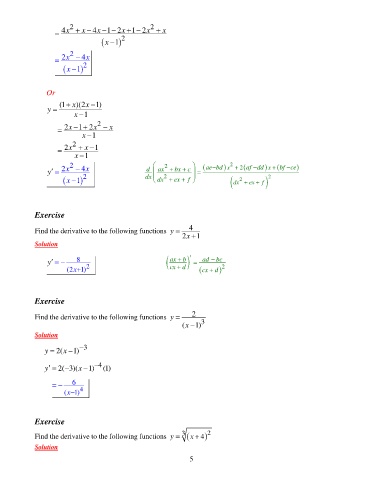 = \frac{4x^2 + x - 4x - 1 - 2x + 1 - 2x^2 + x}{(x-1)^2}
= \frac{2x^2 - 4x}{(x-1)^2}
Or
y = \frac{(1+x)(2x-1)}{x-1}
= \frac{2x - 1 + 2x^2 - x}{x-1}
= \frac{2x^2 + x - 1}{x-1}
y' = \frac{2x^2 - 4x}{(x-1)^2} \frac{d}{dx}\left(\frac{ax^2 + bx + c}{dx^2 + ex + f}\right) = \frac{(ae-bd)x^2 + 2(af-dd)x + (bf-ce)}{(dx^2 + ex + f)^2}
Exercise
Find the derivative to the following functions y = \frac{4}{2x+1}
Solution
y' = -\frac{8}{(2x+1)^2} \left(\frac{ax+b}{cx+d}\right)' = \frac{ad-bc}{(cx+d)^2}
Exercise
Find the derivative to the following functions y = \frac{2}{(x-1)^3}
Solution
y = 2(x-1)^{-3}
y' = 2(-3)(x-1)^{-4}(1)
= -\frac{6}{(x-1)^4}
Exercise
Find the derivative to the following functions y = \sqrt[3]{(x+4)^2}
Solution
5